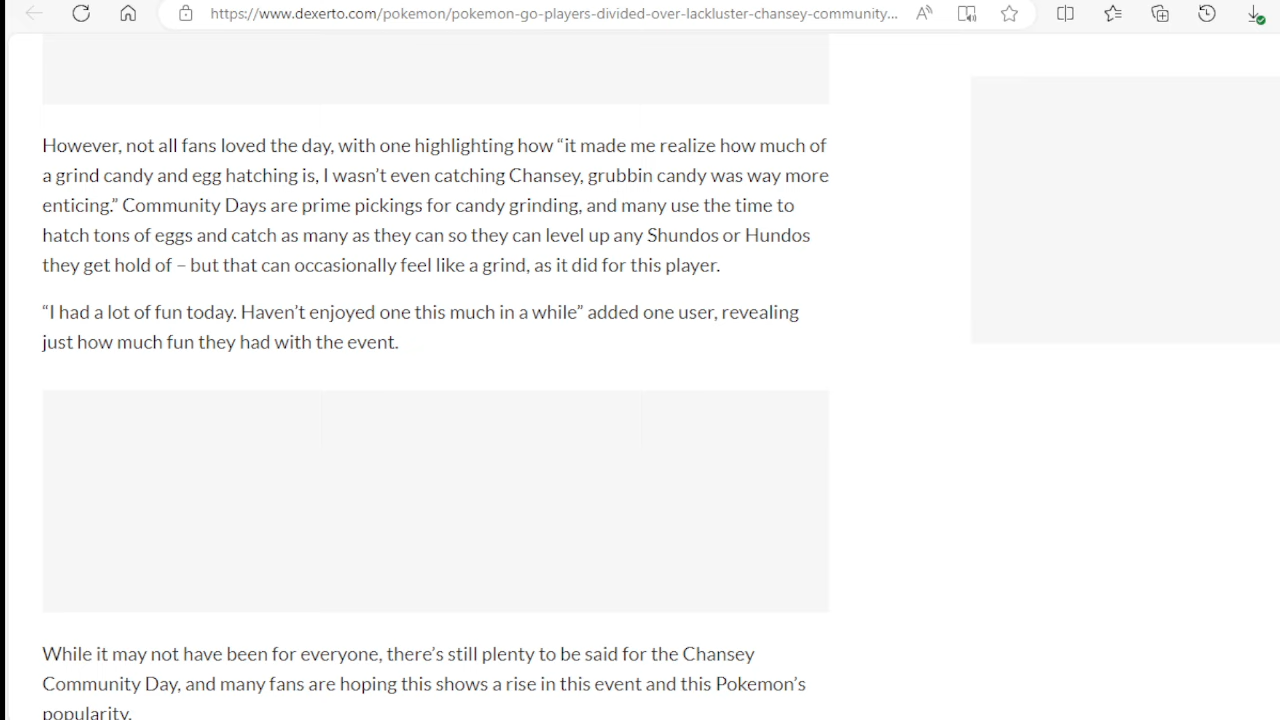 https://www.dexerto.com/pokemon/pokemon-go-players-divided-over-lackluster-chansey-community...
However, not all fans loved the day, with one highlighting how “it made me realize how much of
a grind candy and egg hatching is, I wasn’t even catching Chansey, grubbin candy was way more
enticing.” Community Days are prime pickings for candy grinding, and many use the time to
hatch tons of eggs and catch as many as they can so they can level up any Shundos or Hundos
they get hold of – but that can occasionally feel like a grind, as it did for this player.
“I had a lot of fun today. Haven’t enjoyed one this much in a while” added one user, revealing
just how much fun they had with the event.
While it may not have been for everyone, there’s still plenty to be said for the Chansey
Community Day, and many fans are hoping this shows a rise in this event and this Pokemon’s
popularity.